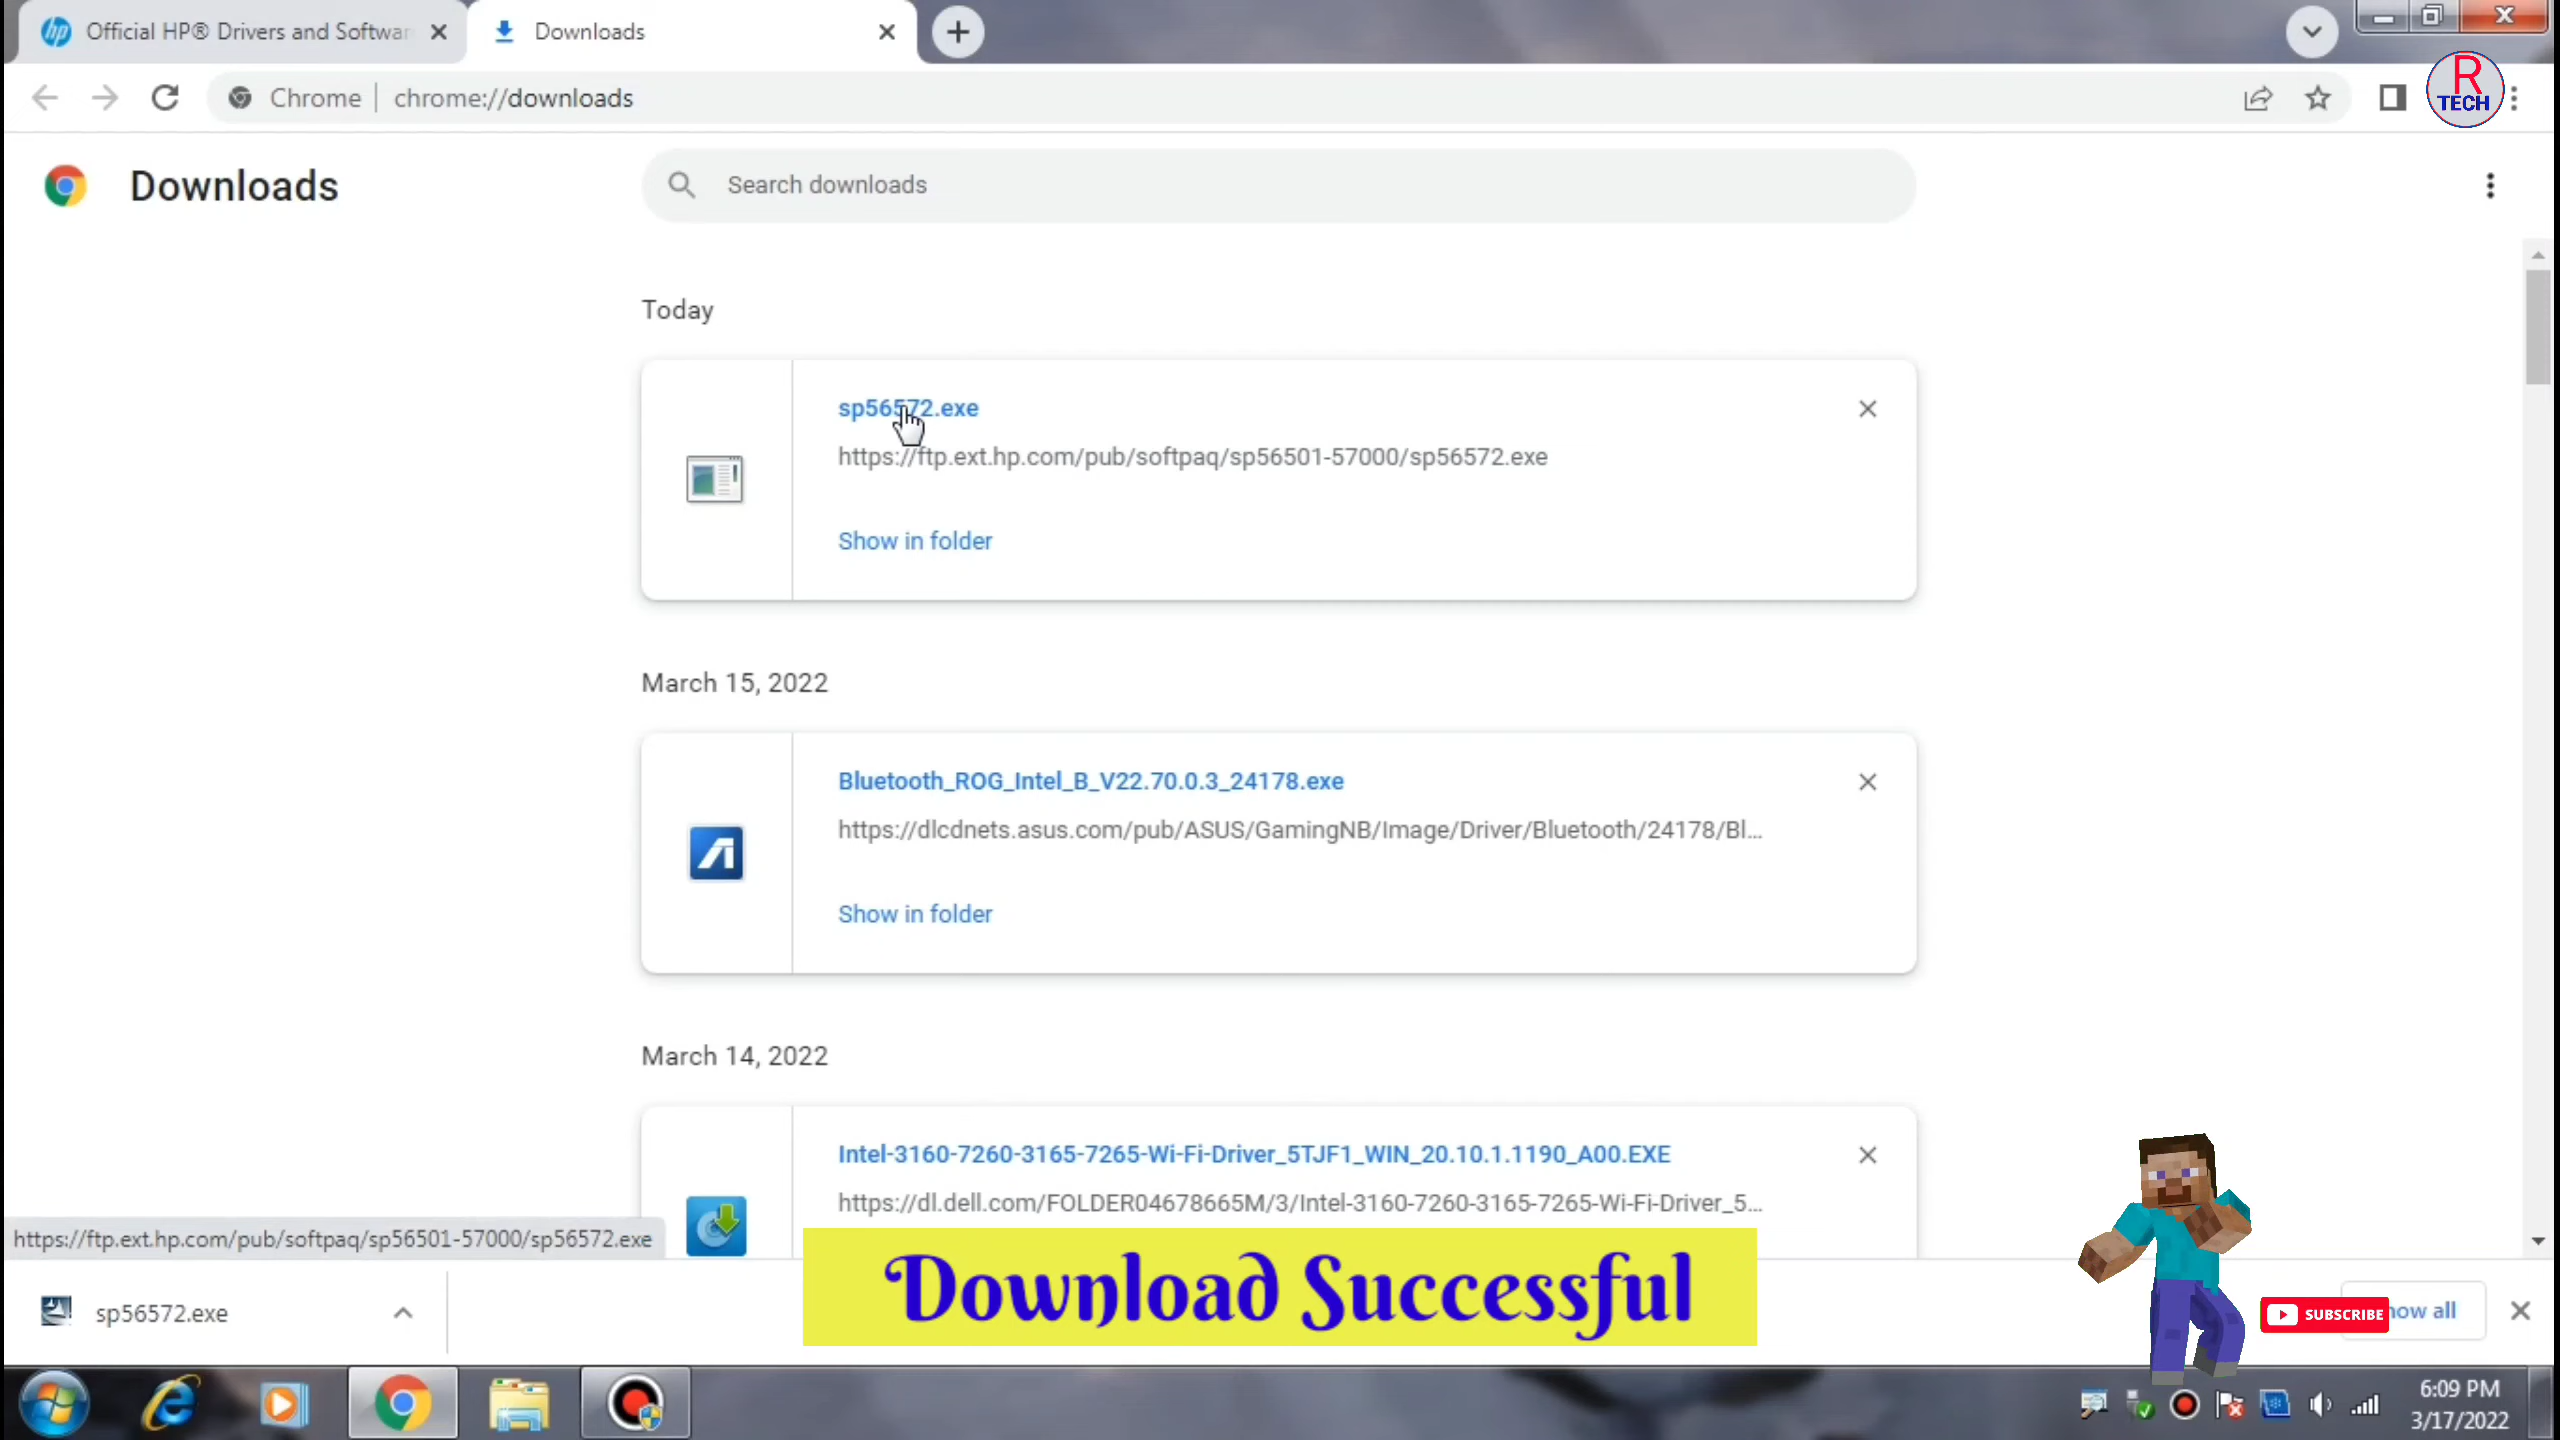 Official HP® Drivers and Softwar
Downloads
R
TECH
Chrome
chrome://downloads
Downloads
Search downloads
Today
sp56572.exe
https://ftp.ext.hp.com/pub/softpaq/sp56501-57000/sp56572.exe
Show in folder
March 15, 2022
Bluetooth_ROG_Intel_B_V22.70.0.3_24178.exe
https://dlcdnets.asus.com/pub/ASUS/GamingNB/Image/Driver/Bluetooth/24178/Bl...
Show in folder
March 14, 2022
Intel-3160-7260-3165-7265-Wi-Fi-Driver_5TJF1_WIN_20.10.1.1190_A00.EXE
https://dl.dell.com/FOLDER04678665M/3/Intel-3160-7260-3165-7265-Wi-Fi-Driver_5...
https://ftp.ext.hp.com/pub/softpaq/sp56501-57000/sp56572.exe
sp56572.exe
Download Successful
SUBSCRIBE
how all
6:09 PM
3/17/2022